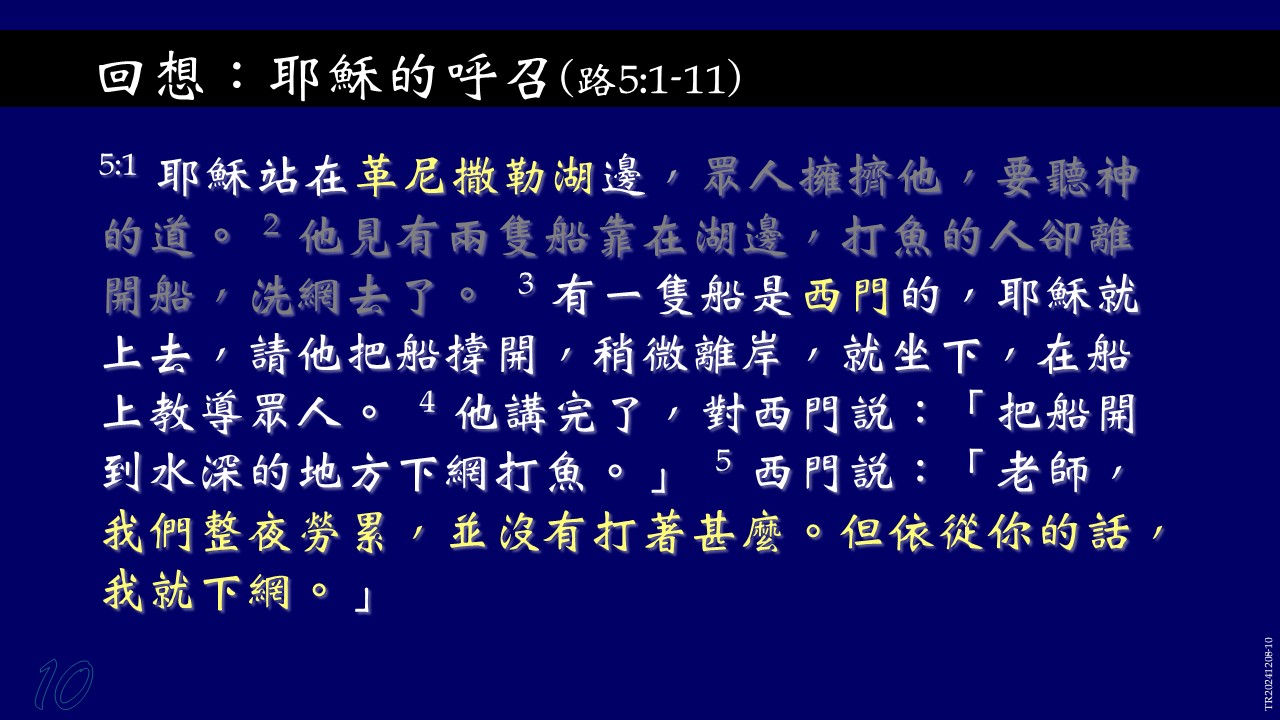 回想：耶穌的呼召(路5:1-11)
5:1 耶穌站在革尼撒勒湖邊，眾人擁擠他，要聽神
的道。 2 他見有兩隻船靠在湖邊，打魚的人卻離
開船，洗網去了。 3 有一隻船是西門的，耶穌就
上去，請他把船撐開，稍微離岸，就坐下，在船
上教導眾人。 4 他講完了，對西門説：「把船開
到水深的地方下網打魚。」 5 西門説：「老師，
我們整夜勞累，並沒有打著甚麼。但依從你的話，
我就下網。」
10
TR20241208-10